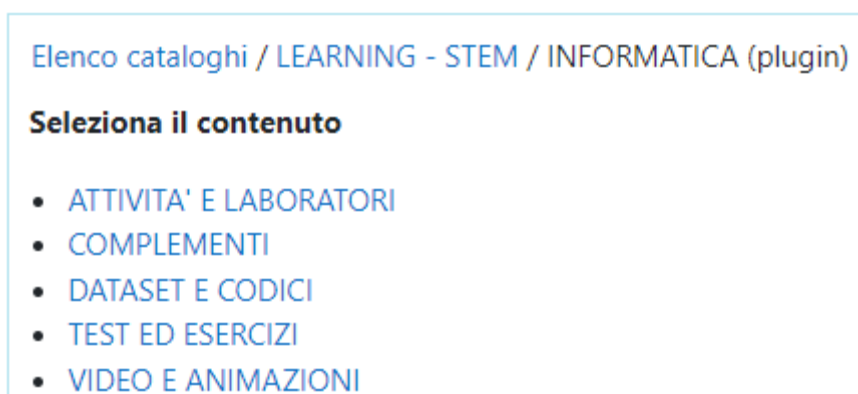 Elenco cataloghi / LEARNING - STEM / INFORMATICA (plugin)
Seleziona il contenuto
• ATTIVITA' E LABORATORI
• COMPLEMENTI
• DATASET E CODICI
• TEST ED ESERCIZI
• VIDEO E ANIMAZIONI